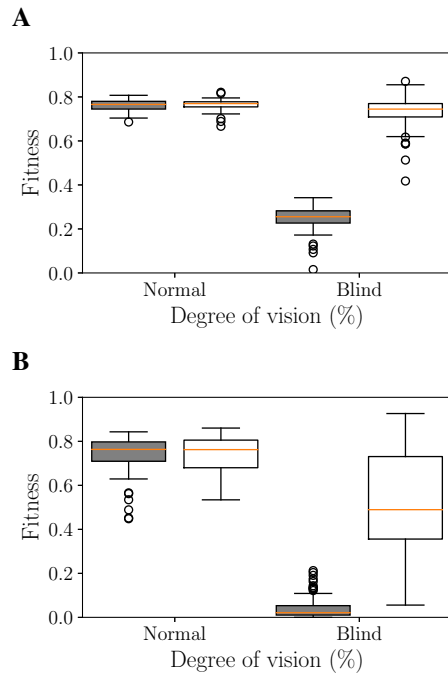 A
1.0
0.8
0.6
0.4
0.2
0.0
Fitness
Normal
Blind
Degree of vision (%)
B
1.0
0.8
0.6
0.4
0.2
0.0
Fitness
Normal
Blind
Degree of vision (%)